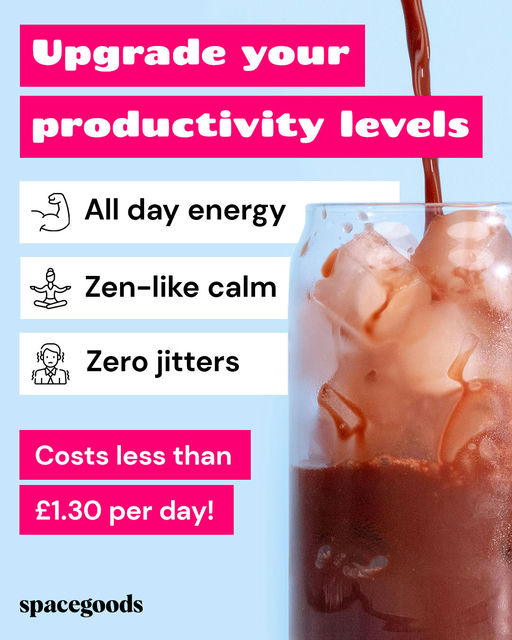 Upgrade your
productivity levels
All day energy
Zen-like calm
Zero jitters
Costs less than
£1.30 per day!
spacegoods